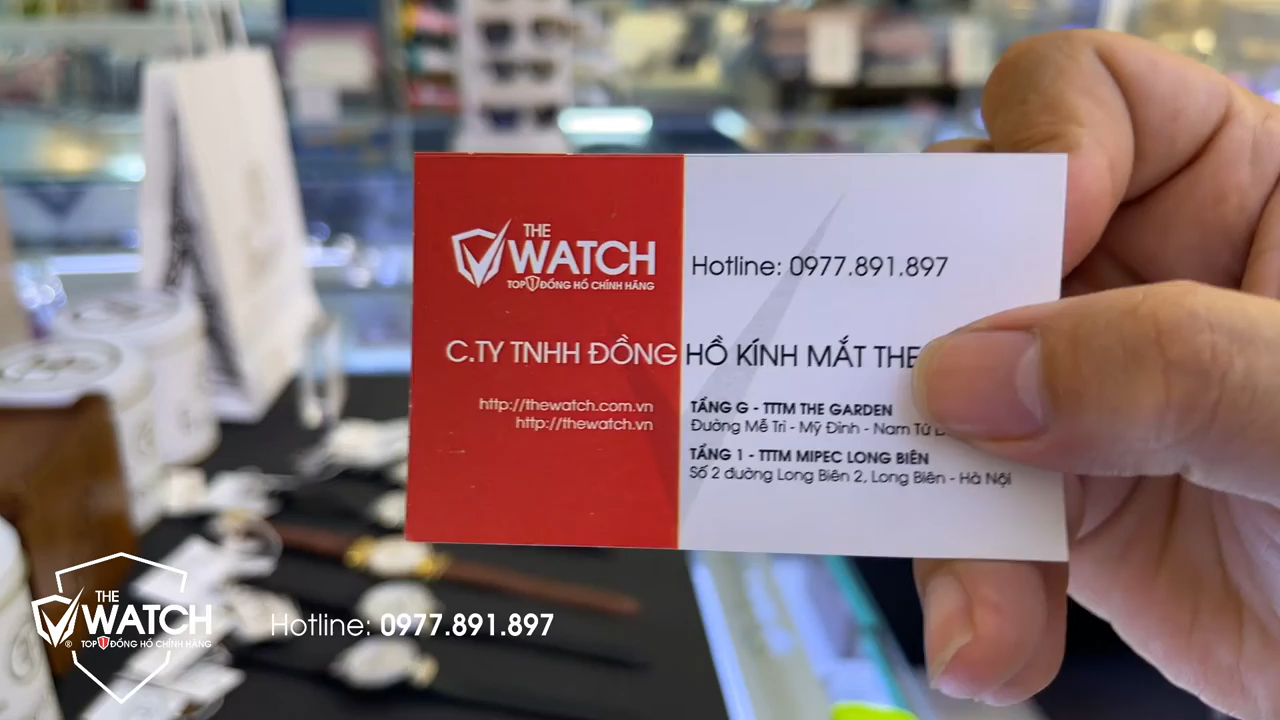 THE
WATCH
TOP 1 ĐỒNG HỒ CHÍNH HÃNG
Hotline: 0977.891.897
C.TY TNHH ĐỒNG HỒ KÍNH MẮT THE
http://thewatch.com.vn
http://thewatch.vn
TẦNG G - TTTM THE GARDEN
Đường Mễ Trì - Mỹ Đình - Nam Từ
TẦNG 1 - TTTM MIPEC LONG BIÊN
Số 2 đường Long Biên 2, Long Biên - Hà Nội
THE
WATCH
TOP 1 ĐỒNG HỒ CHÍNH HÃNG
Hotline: 0977.891.897